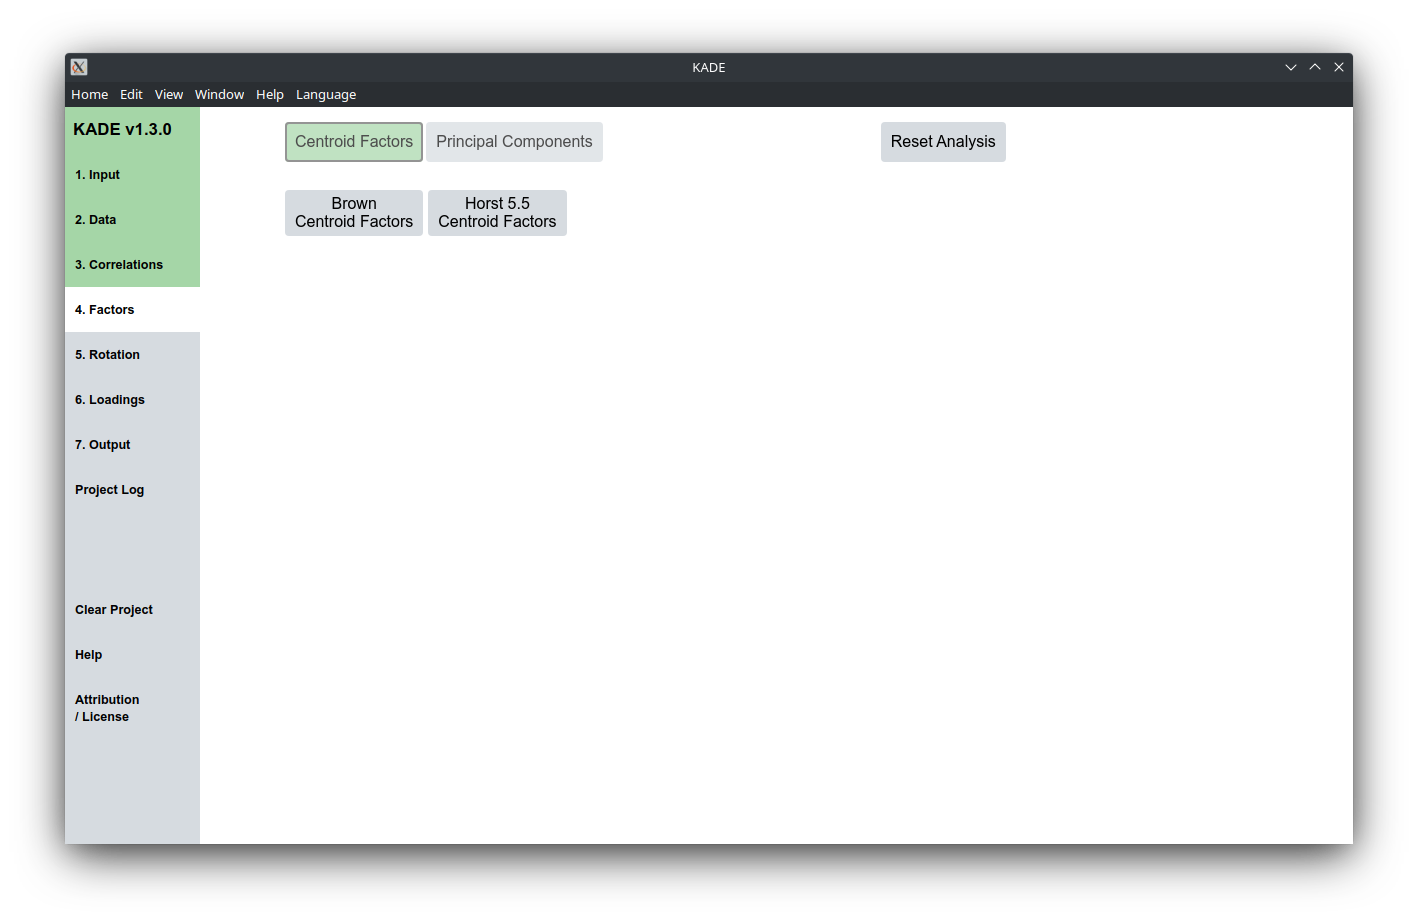 KADE
Home Edit View Window Help Language
KADE v1.3.0
1. Input
2. Data
3. Correlations
4. Factors
5. Rotation
6. Loadings
7. Output
Project Log
Clear Project
Help
Attribution
/ License
Centroid Factors Principal Components Reset Analysis
Brown
Centroid Factors
Horst 5.5
Centroid Factors